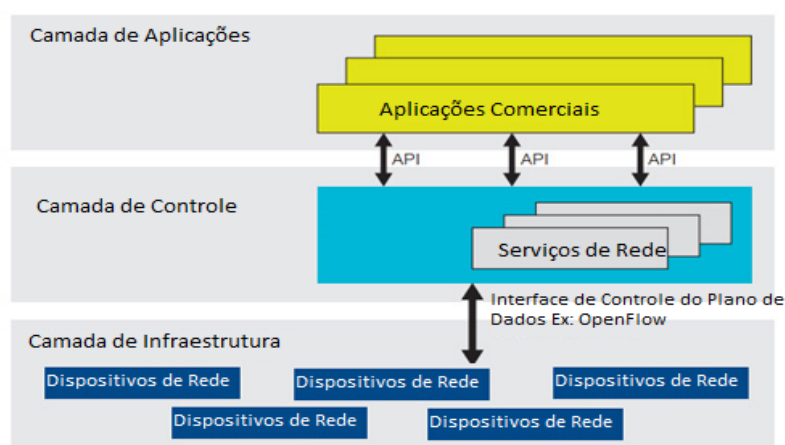 Camada de Aplicações
Aplicações Comerciais
API
API
API
Camada de Controle
Serviços de Rede
Interface de Controle do Plano de
Dados Ex: OpenFlow
Camada de Infraestrutura
Dispositivos de Rede
Dispositivos de Rede
Dispositivos de Rede
Dispositivos de Rede
Dispositivos de Rede